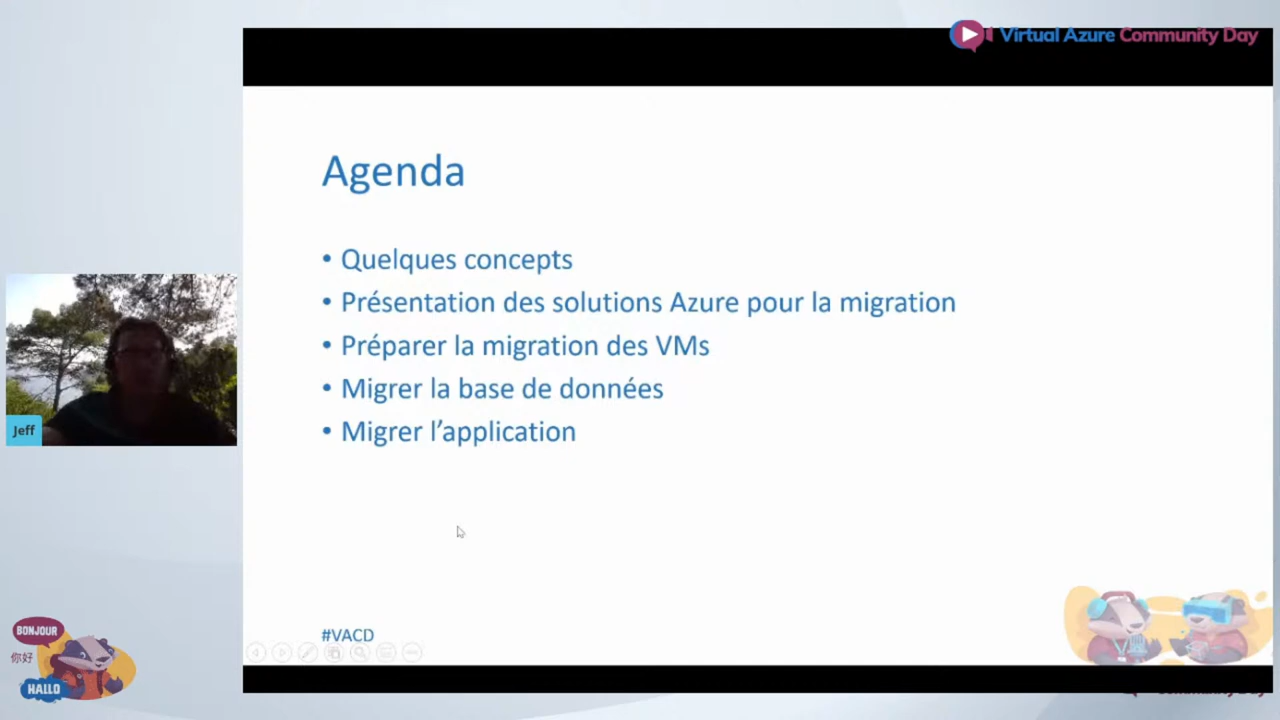 Virtual Azure Community Day
Agenda
• Quelques concepts
• Présentation des solutions Azure pour la migration
• Préparer la migration des VMs
• Migrer la base de données
• Migrer l’application
Jeff
#VACD
BONJOUR
你好
HALLO